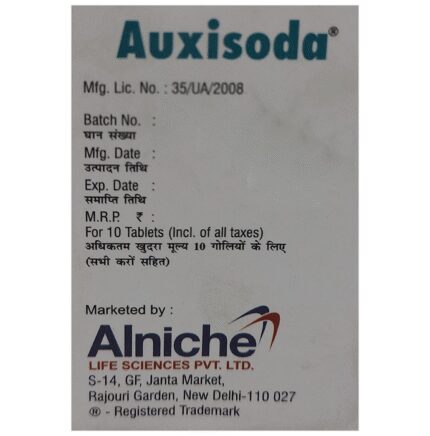 Auxisoda®
Mfg. Lic. No. : 35/UA/2008
Batch No. :
घान संख्या
Mfg. Date :
उत्पादन तिथि
Exp. Date :
समाप्ति तिथि
M.R.P. ₹ :
For 10 Tablets (Incl. of all taxes)
अधिकतम खुदरा मूल्य 10 गोलियों के लिए
(सभी करों सहित)
Marketed by :
Alniche
LIFE SCIENCES PVT. LTD.
S-14, GF, Janta Market,
Rajouri Garden, New Delhi-110 027
® - Registered Trademark